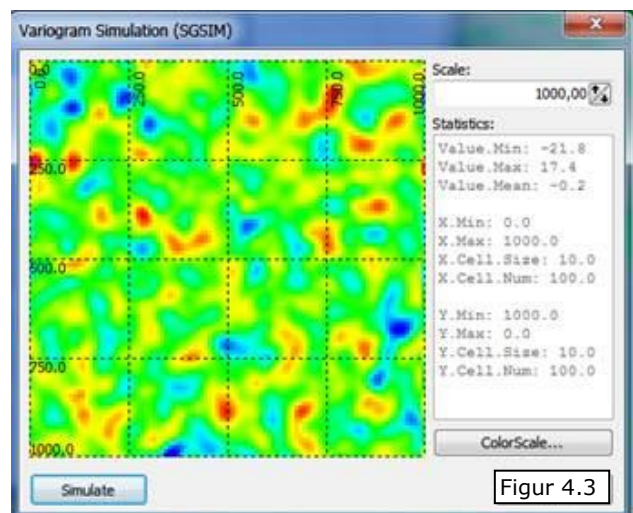 Variogram Simulation (SGSIM)
0.0
0.0
250.0
500.0
750.0
1000.0
250.0
500.0
750.0
1000.0
Scale:
1000,00
Statistics:
Value.Min: -21.8
Value.Max: 17.4
Value.Mean: -0.2
X.Min: 0.0
X.Max: 1000.0
X.Cell.Size: 10.0
X.Cell.Num: 100.0
Y.Min: 1000.0
Y.Max: 0.0
Y.Cell.Size: 10.0
Y.Cell.Num: 100.0
ColorScale...
Simulate
Figur 4.3